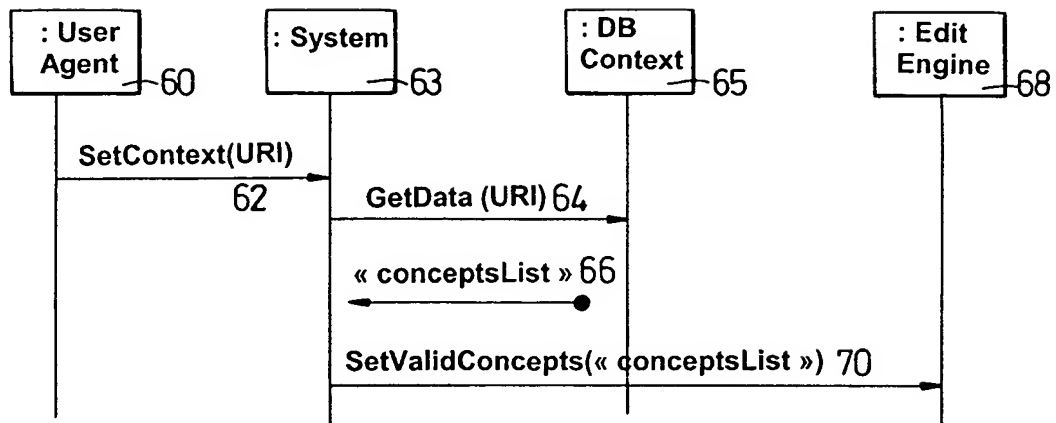 : User
Agent
60
: System
63
: DB
Context
65
: Edit
Engine
68
SetContext(URI)
62
GetData (URI) 64
« conceptsList » 66
SetValidConcepts(« conceptsList ») 70